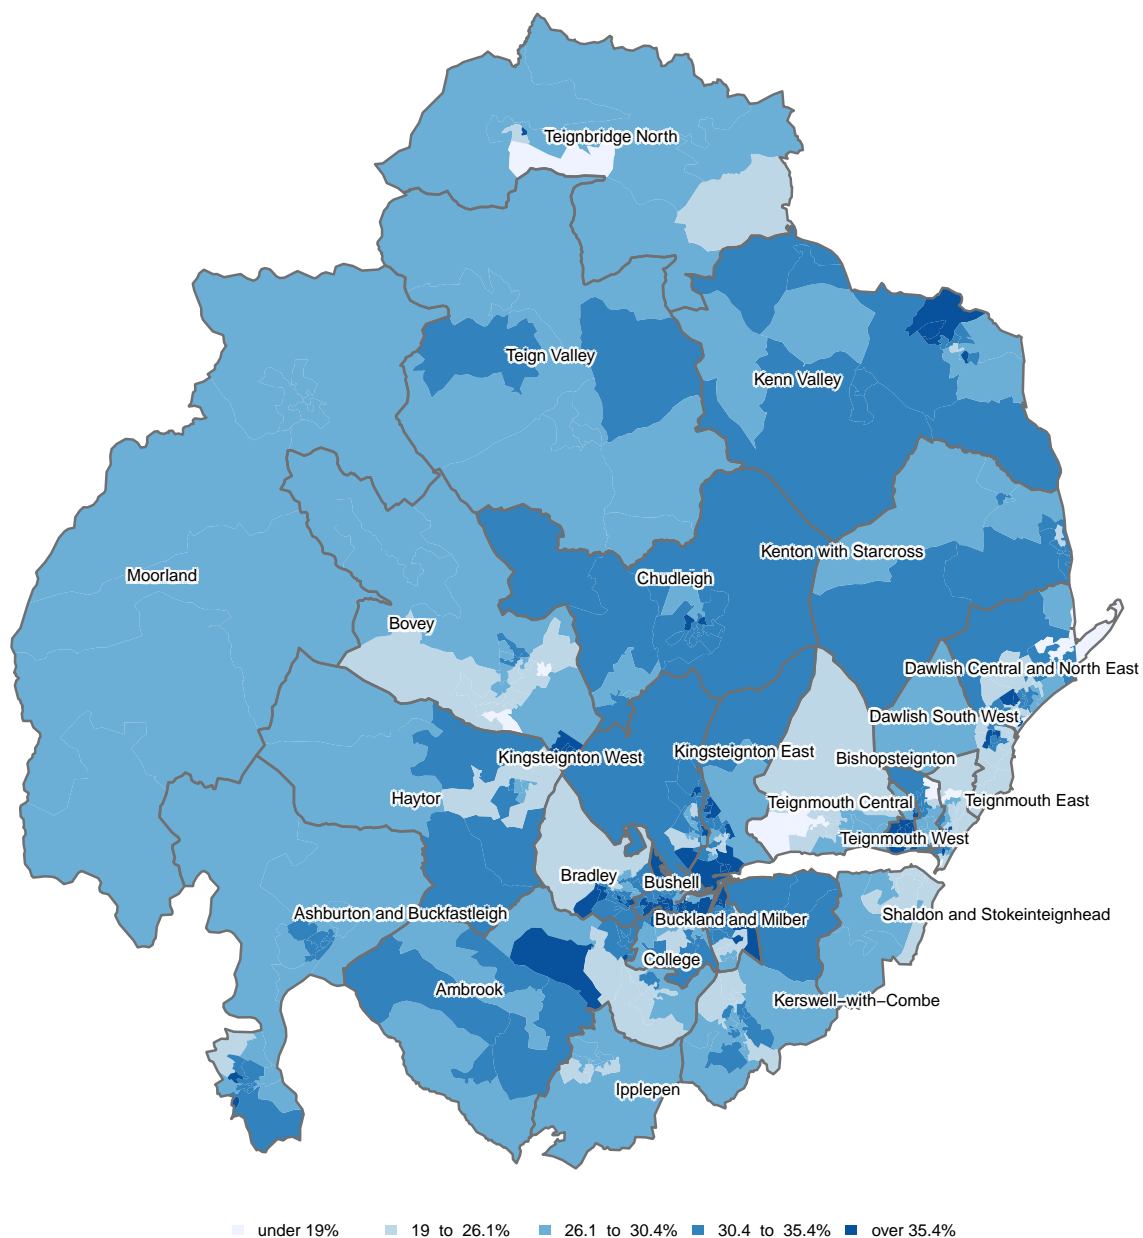 Teignbridge North
Teign Valley
Kenn Valley
Kenton with Starcross
Moorland
Chudleigh
Bovey
Dawlish Central and North East
Dawlish South West
Kingsteignton East
Kingsteignton West
Bishopsteignton
Haytor
Teignmouth Central
Teignmouth East
Teignmouth West
Bradley
Bushell
Ashburton and Buckfastleigh
Buckland and Milber
Shaldon and Stokeinteignhead
College
Ambrook
Kerswell−with−Combe
Ipplepen
under 19%
19 to 26.1%
26.1 to 30.4%
30.4 to 35.4%
over 35.4%